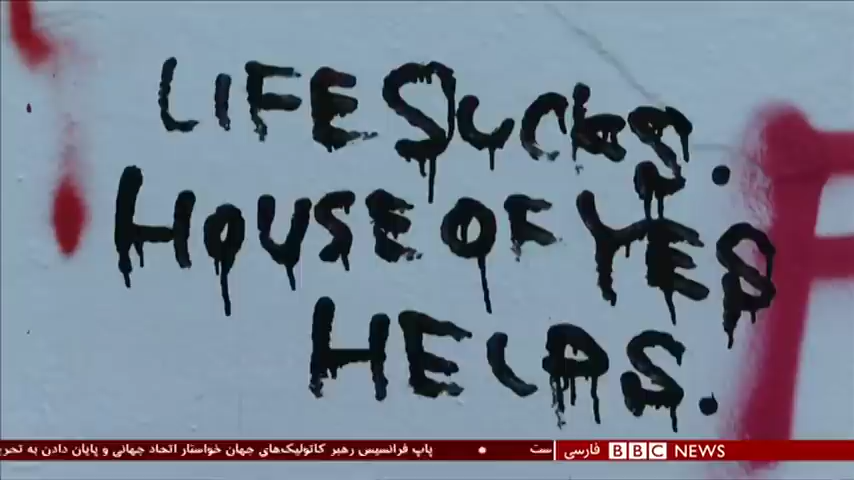 LIFE SUCKS.
HOUSE OF YES
HELPS.
پاپ فرانسیس رهبر کاتولیک‌های جهان خواستار اتحاد جهانی و پایان دادن به
ست
BBC NEWS فارسی